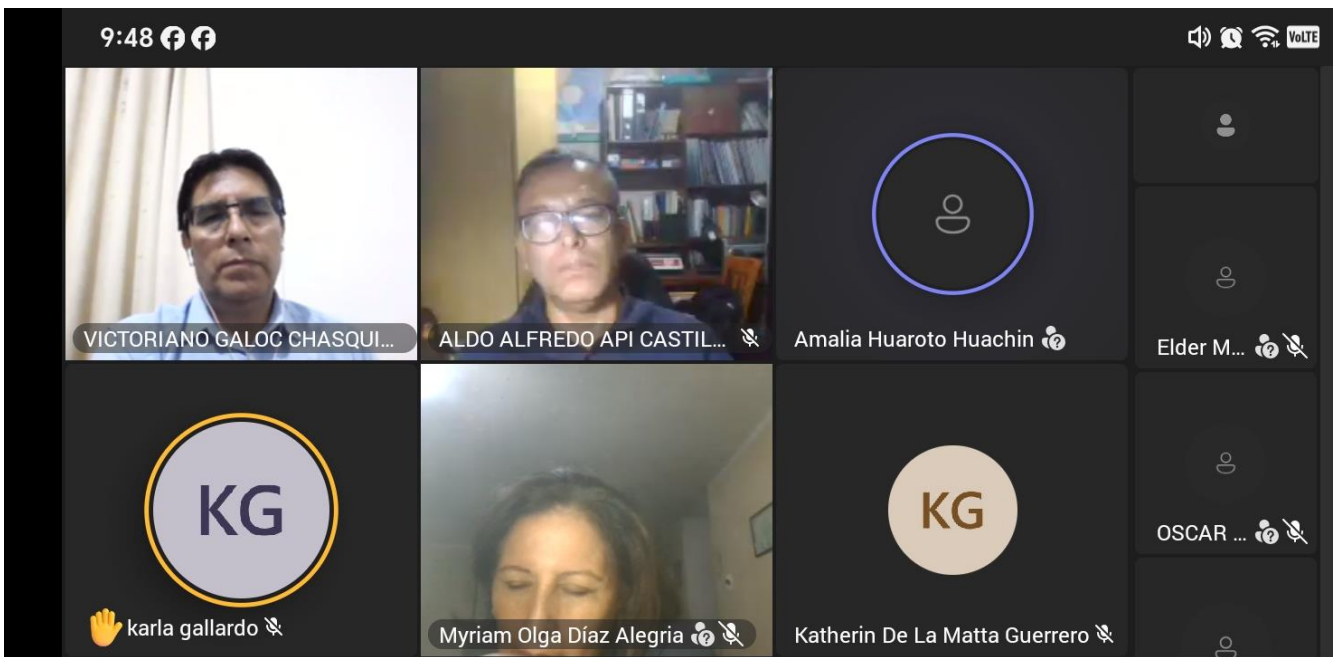 9:48
VoLTE
VICTORIANO GALOC CHASQUI...
ALDO ALFREDO API CASTIL...
Amalia Huaroto Huachin
Elder M...
KG
KG
OSCAR ...
karla gallardo
Myriam Olga Díaz Alegria
Katherin De La Matta Guerrero